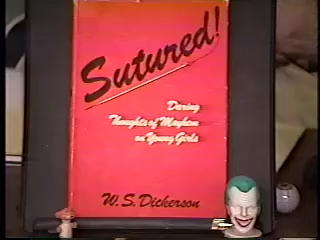 Sutured!
Daring
Thoughts of Mayhem
on Young Girls
W. S. Dickerson